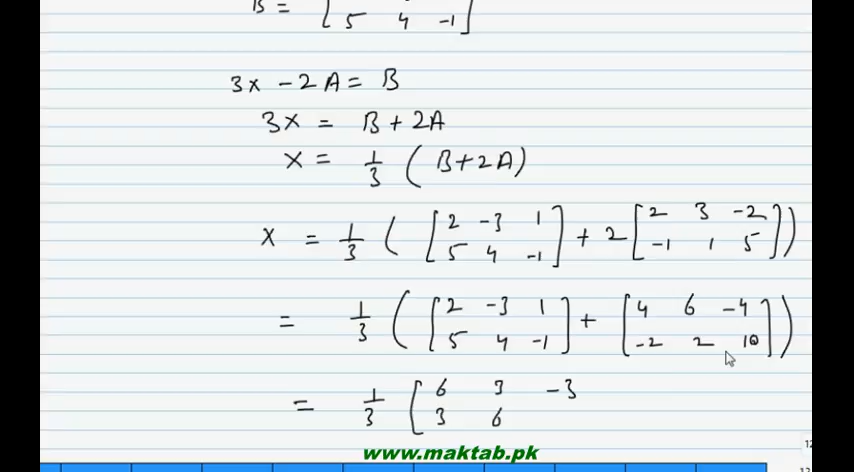 B = [ 5 4 -1 ]
3x - 2A = B
3x = B + 2A
x = 1/3 ( B + 2A )
x = 1/3 ( [ 2 -3 1 ; 5 4 -1 ] + 2 [ 2 3 -2 ; -1 1 5 ] )
= 1/3 ( [ 2 -3 1 ; 5 4 -1 ] + [ 4 6 -4 ; -2 2 10 ] )
= 1/3 [ 6 3 -3 ; 3 6
www.maktab.pk